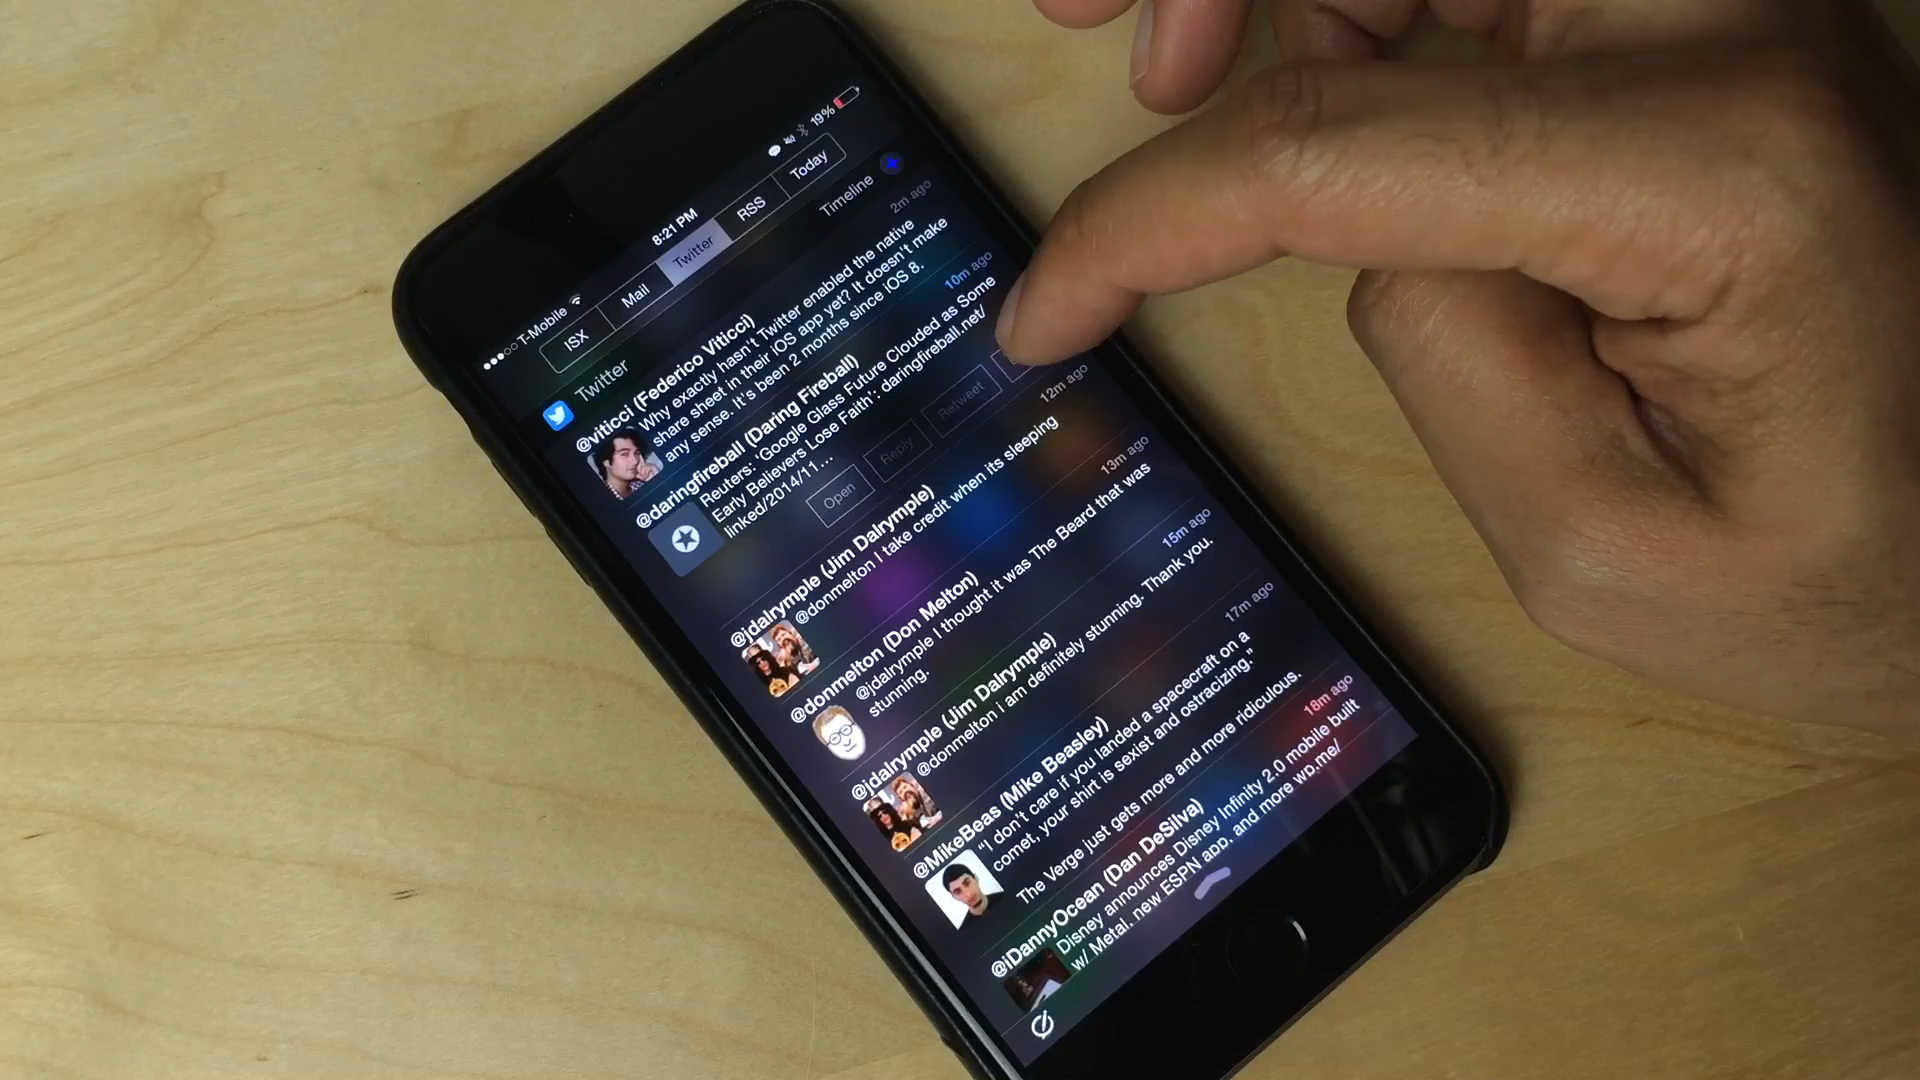 T-Mobile 8:21 PM 19%
ISX Mail Twitter RSS Today
Twitter Timeline
@viticci (Federico Viticci) 2m ago
Why exactly hasn't Twitter enabled the native
share sheet in their iOS app yet? It doesn't make
any sense. It's been 2 months since iOS 8.
@daringfireball (Daring Fireball) 10m ago
Reuters: 'Google Glass Future Clouded as Some
Early Believers Lose Faith': daringfireball.net/
linked/2014/11…
Open Reply Retweet
@jdalrymple (Jim Dalrymple) 12m ago
@donmelton I take credit when its sleeping
@donmelton (Don Melton) 13m ago
@jdalrymple I thought it was The Beard that was
stunning.
@jdalrymple (Jim Dalrymple) 15m ago
@donmelton i am definitely stunning. Thank you.
@MikeBeas (Mike Beasley) 17m ago
"I don't care if you landed a spacecraft on a
comet, your shirt is sexist and ostracizing."
The Verge just gets more and more ridiculous.
@iDannyOcean (Dan DeSilva) 18m ago
Disney announces Disney Infinity 2.0 mobile built
w/ Metal, new ESPN app, and more wp.me/